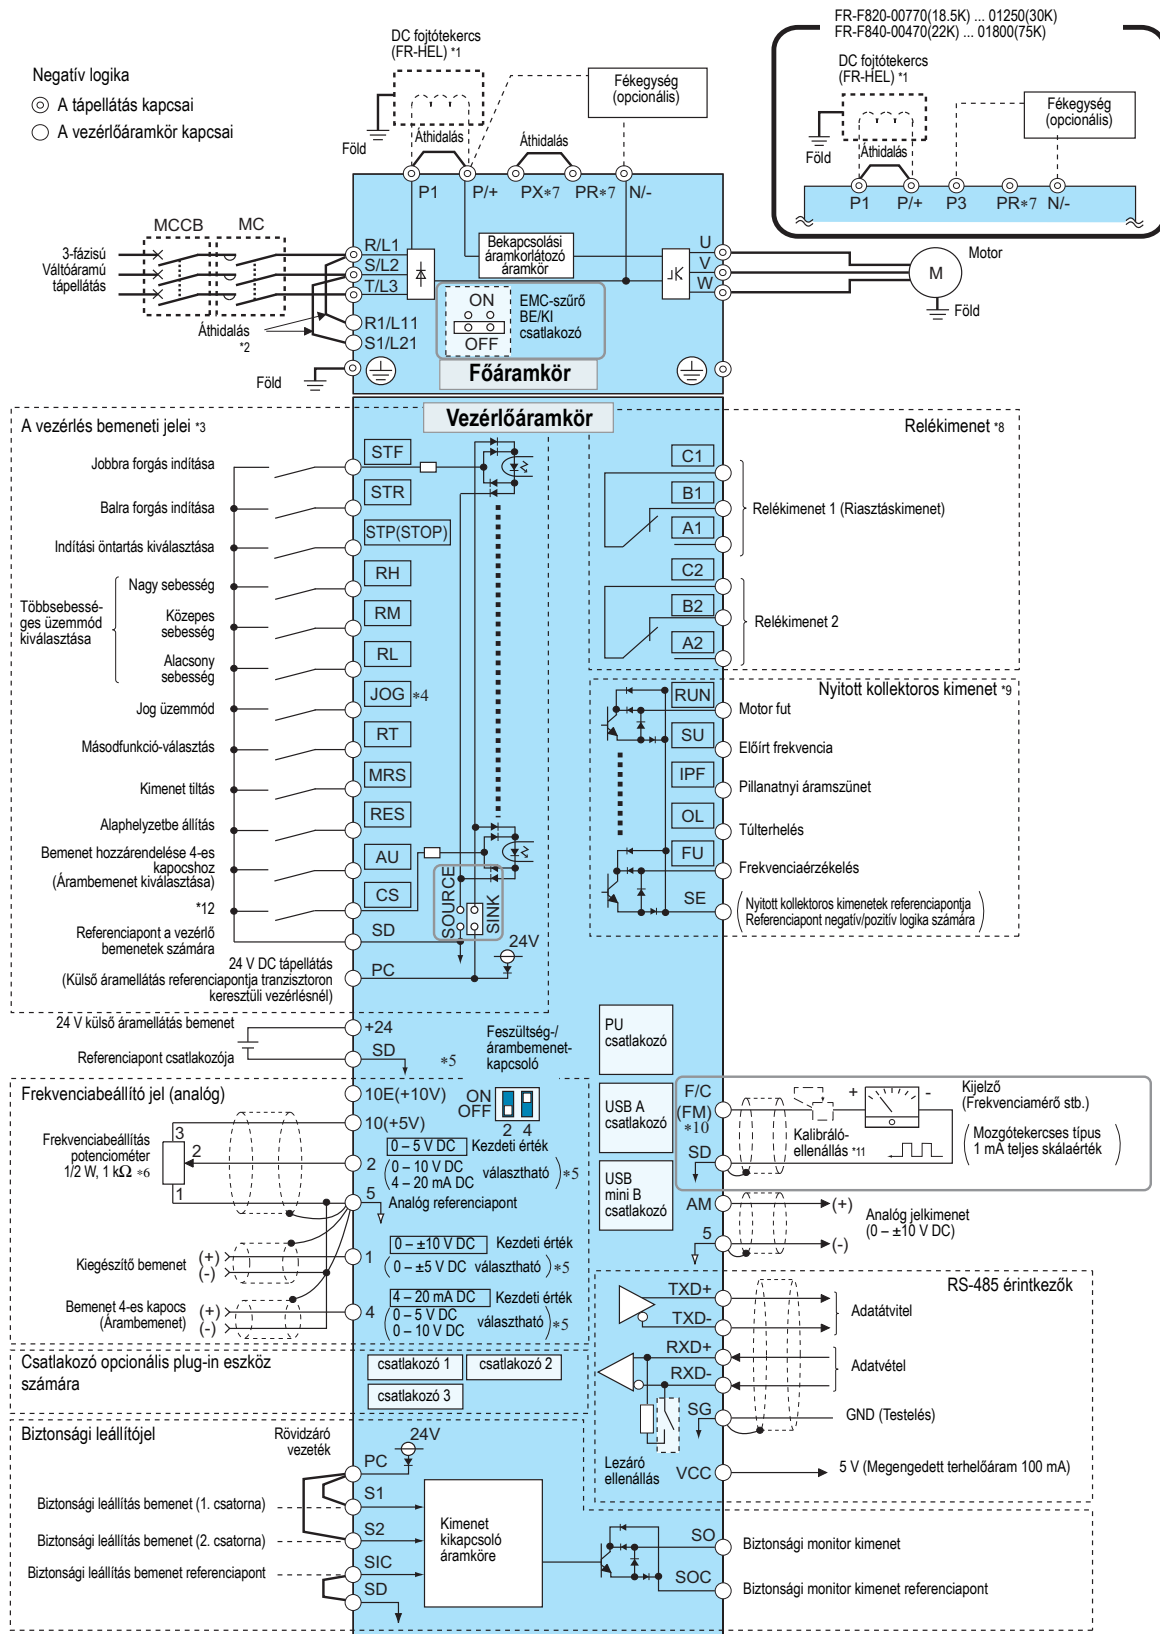 FR-F820-00770(18.5K) ... 01250(30K)
FR-F840-00470(22K) ... 01800(75K)
DC fojtótekercs
(FR-HEL) *1
Föld
Áthidalás
Fékegység
(opcionális)
P1
P/+
P3
PR*7
N/-
Negatív logika
A tápellátás kapcsai
A vezérlőáramkör kapcsai
DC fojtótekercs
(FR-HEL) *1
Föld
Áthidalás
Áthidalás
Fékegység
(opcionális)
P1
P/+
PX*7
PR*7
N/-
MCCB
MC
3-fázisú
Váltóáramú
tápellátás
R/L1
S/L2
T/L3
R1/L11
S1/L21
Áthidalás
*2
Föld
Bekapcsolási
áramkorlátozó
áramkör
ON
OFF
EMC-szűrő
BE/KI
csatlakozó
U
V
W
M
Motor
Föld
Főáramkör
Vezérlőáramkör
A vezérlés bemeneti jelei *3
Jobbra forgás indítása
STF
Balra forgás indítása
STR
Indítási öntartás kiválasztása
STP(STOP)
Többsebessé-
ges üzemmód
kiválasztása
Nagy sebesség
RH
Közepes
sebesség
RM
Alacsony
sebesség
RL
Jog üzemmód
JOG *4
Másodfunkció-választás
RT
Kimenet tiltás
MRS
Alaphelyzetbe állítás
RES
Bemenet hozzárendelése 4-es
kapocshoz
(Árambemenet kiválasztása)
AU
*12
CS
Referenciapont a vezérlő
bemenetek számára
SD
24 V DC tápellátás
(Külső áramellátás referenciapontja tranzisztoron
keresztüli vezérlésnél)
PC
SOURCE
SINK
24V
Relékimenet *8
C1
B1
A1
Relékimenet 1 (Riasztáskimenet)
C2
B2
A2
Relékimenet 2
Nyitott kollektoros kimenet *9
RUN
Motor fut
SU
Előírt frekvencia
IPF
Pillanatnyi áramszünet
OL
Túlterhelés
FU
Frekvenciaérzékelés
SE
(Nyitott kollektoros kimenetek referenciapontja
Referenciapont negatív/pozitív logika számára)
24 V külső áramellátás bemenet
+24
Referenciapont csatlakozója
SD
*5
Feszültség-/
árambemenet-
kapcsoló
ON
OFF
2 4
Frekvenciabeállító jel (analóg)
10E(+10V)
10(+5V)
Frekvenciabeállítás
potenciométer
1/2 W, 1 kΩ *6
3
2
1
2
0 – 5 V DC Kezdeti érték
(0 – 10 V DC
4 – 20 mA DC választható) *5
5
Analóg referenciapont
Kiegészítő bemenet
(+)
(-)
1
0 – ±10 V DC Kezdeti érték
(0 – ±5 V DC választható) *5
Bemenet 4-es kapocs
(Árambemenet)
(+)
(-)
4
4 – 20 mA DC Kezdeti érték
(0 – 5 V DC
0 – 10 V DC választható) *5
PU
csatlakozó
USB A
csatlakozó
USB
mini B
csatlakozó
F/C
(FM)
*10
SD
Kalibráló-
ellenállás *11
+
-
Kijelző
(Frekvenciamérő stb.)
(Mozgótekercses típus
1 mA teljes skálaérték)
AM
5
(+)
(-)
Analóg jelkimenet
(0 – ±10 V DC)
RS-485 érintkezők
TXD+
TXD-
Adatátvitel
RXD+
RXD-
Adatvétel
SG
GND (Testelés)
Lezáró
ellenállás
VCC
5 V (Megengedett terhelőáram 100 mA)
Csatlakozó opcionális plug-in eszköz
számára
csatlakozó 1
csatlakozó 2
csatlakozó 3
Biztonsági leállítójel
Rövidzáró
vezeték
24V
PC
Biztonsági leállítás bemenet (1. csatorna)
S1
Biztonsági leállítás bemenet (2. csatorna)
S2
Biztonsági leállítás bemenet referenciapont
SIC
SD
Kimenet
kikapcsoló
áramköre
SO
Biztonsági monitor kimenet
SOC
Biztonsági monitor kimenet referenciapont